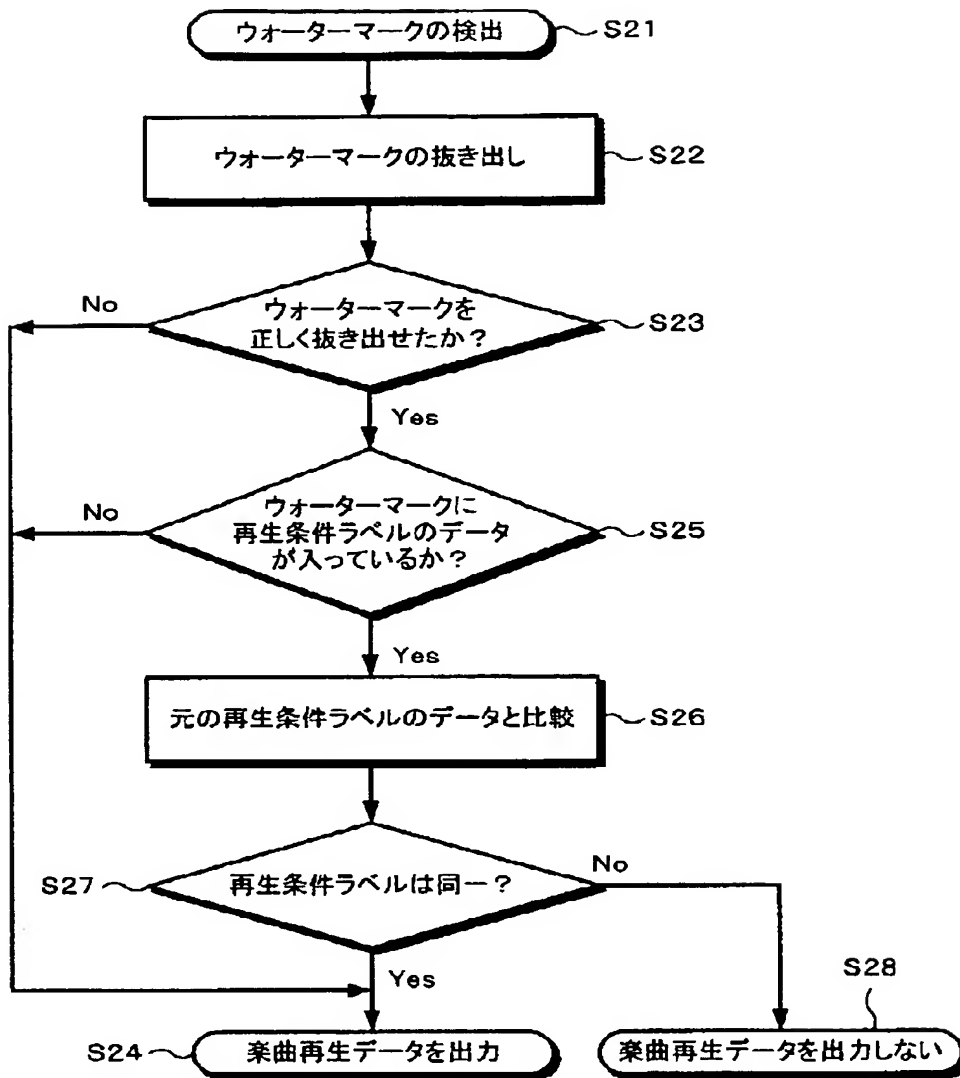 ウォーターマークの検出
S21
ウォーターマークの抜き出し
S22
No
ウォーターマークを
正しく抜き出せたか？
S23
Yes
No
ウォーターマークに
再生条件ラベルのデータ
が入っているか？
S25
Yes
元の再生条件ラベルのデータと比較
S26
S27
再生条件ラベルは同一？
No
Yes
S28
S24
楽曲再生データを出力
楽曲再生データを出力しない